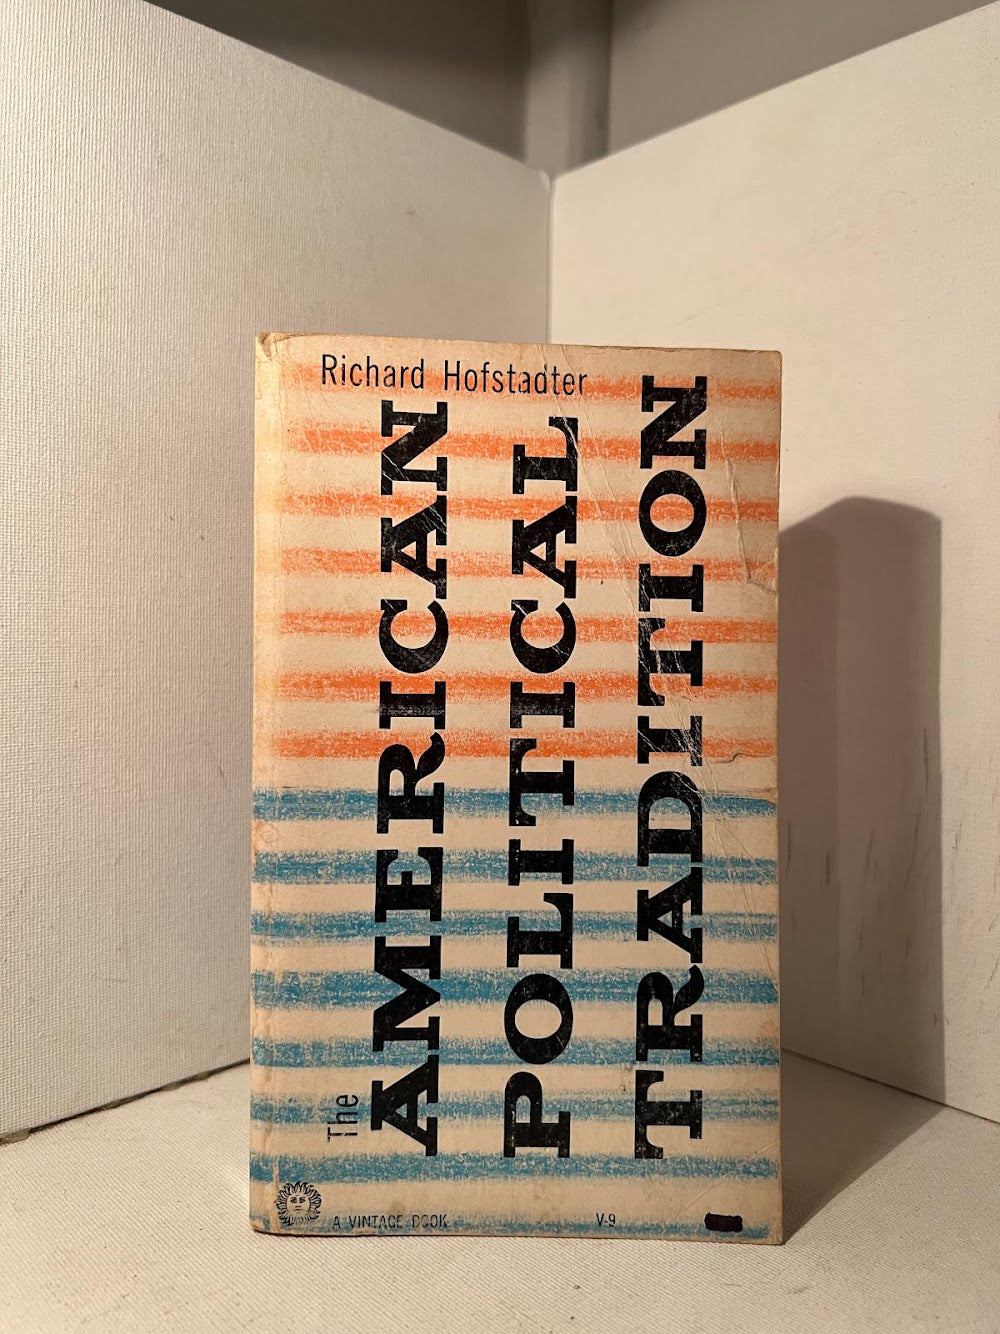 Richard Hofstadter
The
AMERICAN
POLITICAL
TRADITION
A VINTAGE BOOK
V-9